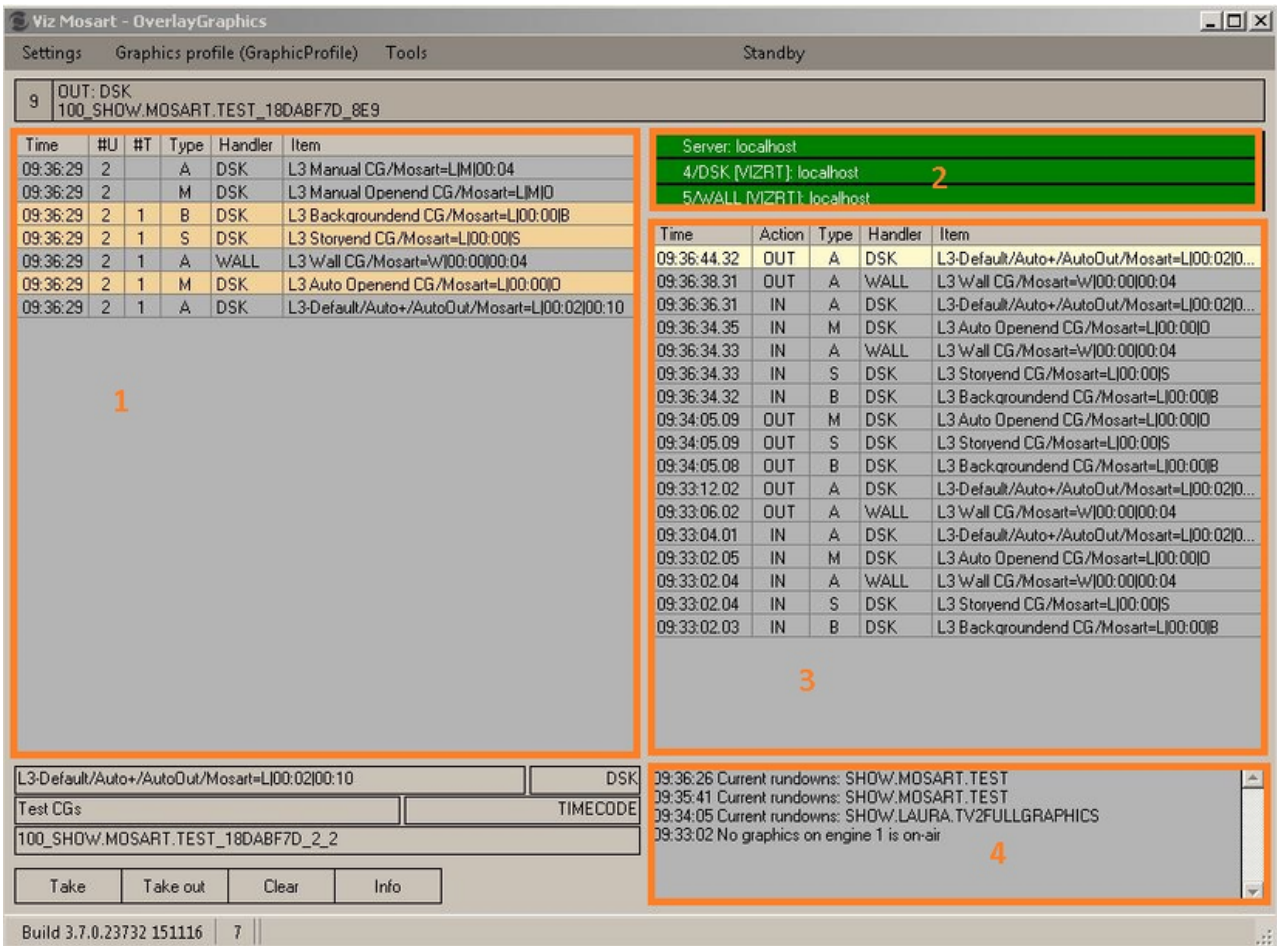 Viz Mosart - OverlayGraphics
Settings Graphics profile (GraphicProfile) Tools Standby
9 OUT: DSK
100_SHOW.MOSART.TEST_18DABF7D_8E9
Time #U #T Type Handler Item
09:36:29 2 A DSK L3 Manual CG/Mosart=L|M|00:04
09:36:29 2 M DSK L3 Manual Openend CG/Mosart=L|M|O
09:36:29 2 1 B DSK L3 Backgroundend CG/Mosart=L|00:00|B
09:36:29 2 1 S DSK L3 Storyend CG/Mosart=L|00:00|S
09:36:29 2 1 A WALL L3 Wall CG/Mosart=W|00:00|00:04
09:36:29 2 1 M DSK L3 Auto Openend CG/Mosart=L|00:00|O
09:36:29 2 1 A DSK L3-Default/Auto+/AutoOut/Mosart=L|00:02|00:10
1
Server: localhost
4/DSK [VIZRT]: localhost
5/WALL [VIZRT]: localhost
2
Time Action Type Handler Item
09:36:44.32 OUT A DSK L3-Default/Auto+/AutoOut/Mosart=L|00:02|0...
09:36:38.31 OUT A WALL L3 Wall CG/Mosart=W|00:00|00:04
09:36:36.31 IN A DSK L3-Default/Auto+/AutoOut/Mosart=L|00:02|0...
09:36:34.35 IN M DSK L3 Auto Openend CG/Mosart=L|00:00|O
09:36:34.33 IN A WALL L3 Wall CG/Mosart=W|00:00|00:04
09:36:34.33 IN S DSK L3 Storyend CG/Mosart=L|00:00|S
09:36:34.32 IN B DSK L3 Backgroundend CG/Mosart=L|00:00|B
09:34:05.09 OUT M DSK L3 Auto Openend CG/Mosart=L|00:00|O
09:34:05.09 OUT S DSK L3 Storyend CG/Mosart=L|00:00|S
09:34:05.08 OUT B DSK L3 Backgroundend CG/Mosart=L|00:00|B
09:33:12.02 OUT A DSK L3-Default/Auto+/AutoOut/Mosart=L|00:02|0...
09:33:06.02 OUT A WALL L3 Wall CG/Mosart=W|00:00|00:04
09:33:04.01 IN A DSK L3-Default/Auto+/AutoOut/Mosart=L|00:02|0...
09:33:02.05 IN M DSK L3 Auto Openend CG/Mosart=L|00:00|O
09:33:02.04 IN A WALL L3 Wall CG/Mosart=W|00:00|00:04
09:33:02.04 IN S DSK L3 Storyend CG/Mosart=L|00:00|S
09:33:02.03 IN B DSK L3 Backgroundend CG/Mosart=L|00:00|B
3
L3-Default/Auto+/AutoOut/Mosart=L|00:02|00:10 DSK
Test CGs TIMECODE
100_SHOW.MOSART.TEST_18DABF7D_2_2
Take Take out Clear Info
09:36:26 Current rundowns: SHOW.MOSART.TEST
09:35:41 Current rundowns: SHOW.MOSART.TEST
09:34:05 Current rundowns: SHOW.LAURA.TV2FULLGRAPHICS
09:33:02 No graphics on engine 1 is on-air
4
Build 3.7.0.23732 151116 7